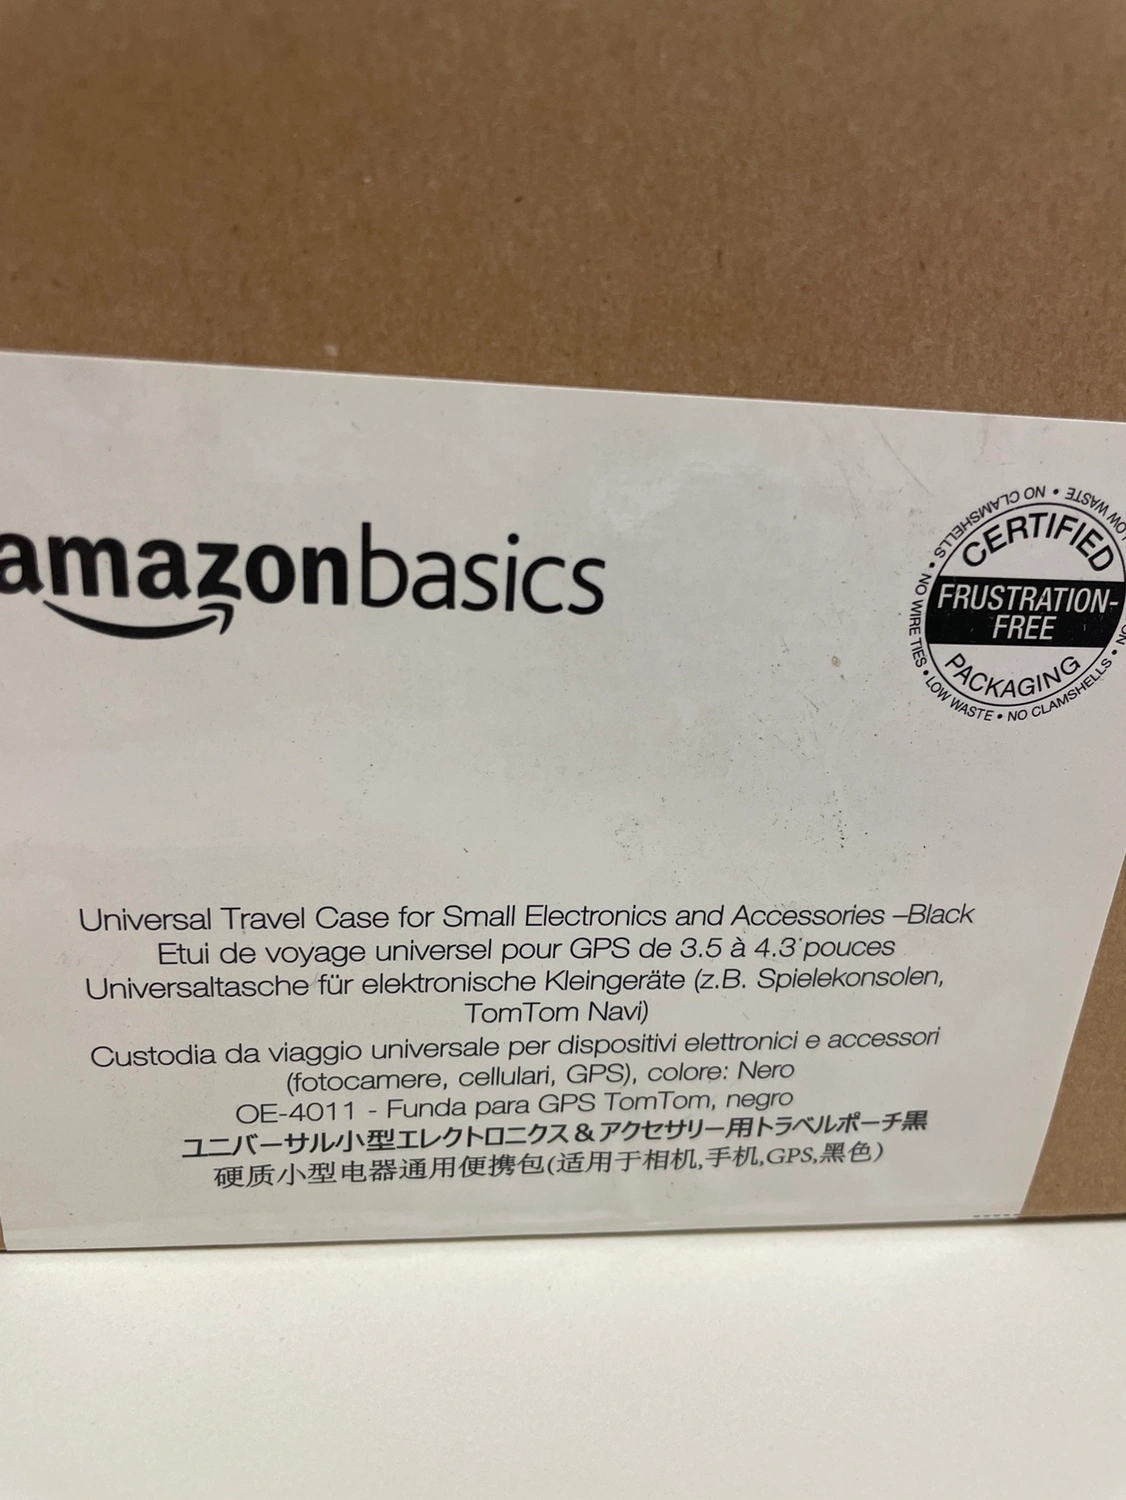 amazonbasics
CERTIFIED
FRUSTRATION-
FREE
PACKAGING
NO WIRE TIES • NO CLAMSHELLS • LOW WASTE
LOW WASTE • NO CLAMSHELLS •
Universal Travel Case for Small Electronics and Accessories –Black
Etui de voyage universel pour GPS de 3.5 à 4.3 pouces
Universaltasche für elektronische Kleingeräte (z.B. Spielekonsolen,
TomTom Navi)
Custodia da viaggio universale per dispositivi elettronici e accessori
(fotocamere, cellulari, GPS), colore: Nero
OE-4011 - Funda para GPS TomTom, negro
ユニバーサル小型エレクトロニクス&アクセサリー用トラベルポーチ黒
硬质小型电器通用便携包(适用于相机,手机,GPS,黑色)